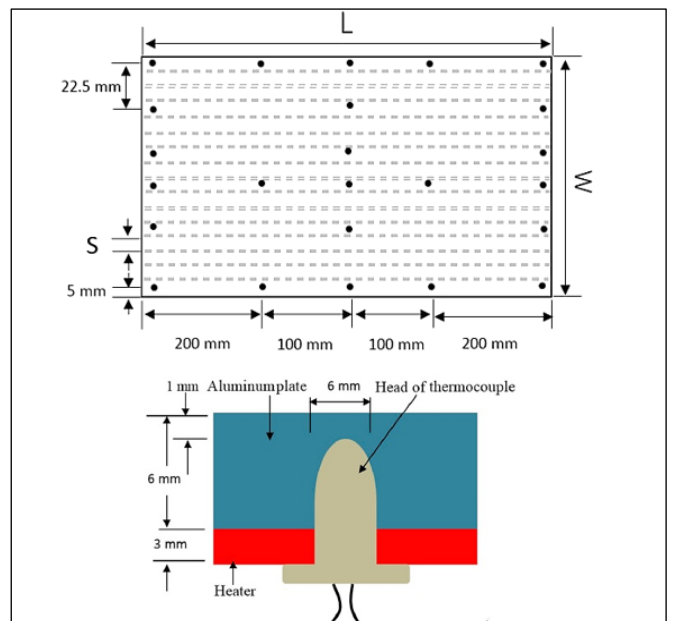 L
22.5 mm
W
S
5 mm
200 mm
100 mm
100 mm
200 mm
1 mm
Aluminumplate
6 mm
Head of thermocouple
6 mm
3 mm
Heater